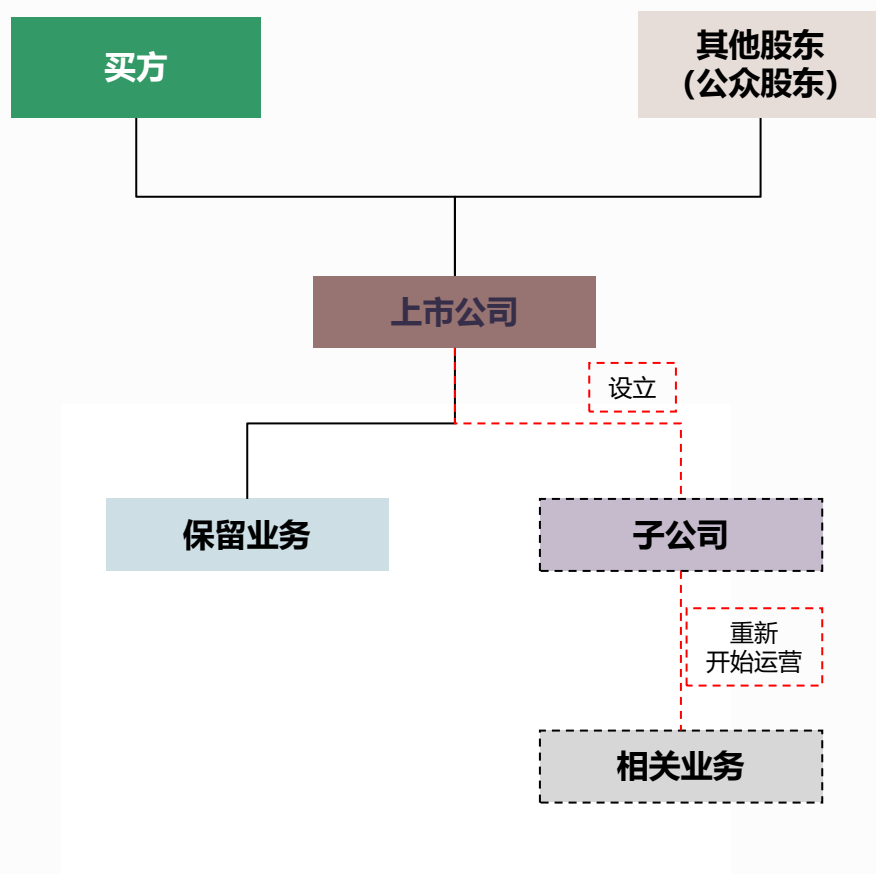 买方
其他股东
(公众股东)
上市公司
设立
保留业务
子公司
重新
开始运营
相关业务